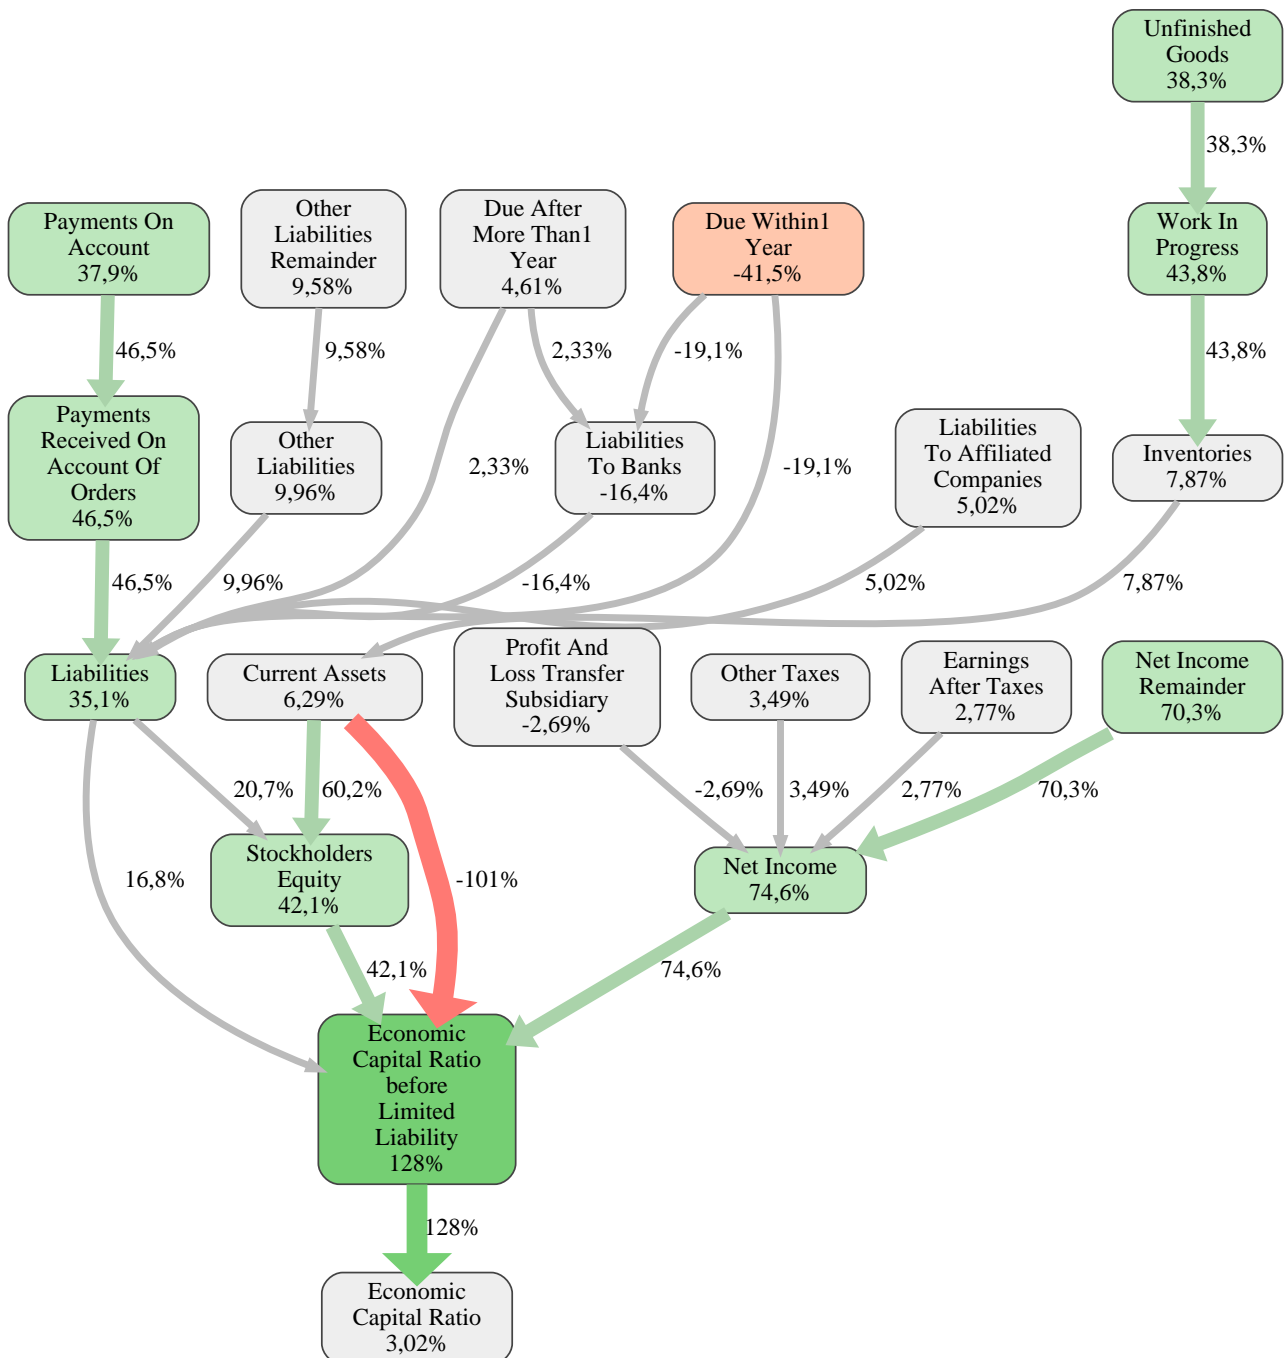 Unfinished
Goods
38,3%
38,3%
Payments On
Account
37,9%
Other
Liabilities
Remainder
9,58%
Due After
More Than1
Year
4,61%
Due Within1
Year
-41,5%
Work In
Progress
43,8%
46,5%
9,58%
2,33%
-19,1%
43,8%
Payments
Received On
Account Of
Orders
46,5%
Other
Liabilities
9,96%
2,33%
Liabilities
To Banks
-16,4%
-19,1%
Liabilities
To Affiliated
Companies
5,02%
Inventories
7,87%
46,5%
9,96%
-16,4%
5,02%
7,87%
Liabilities
35,1%
Current Assets
6,29%
Profit And
Loss Transfer
Subsidiary
-2,69%
Other Taxes
3,49%
Earnings
After Taxes
2,77%
Net Income
Remainder
70,3%
20,7%
60,2%
-2,69%
3,49%
2,77%
70,3%
16,8%
Stockholders
Equity
42,1%
-101%
Net Income
74,6%
42,1%
74,6%
Economic
Capital Ratio
before
Limited
Liability
128%
128%
Economic
Capital Ratio
3,02%